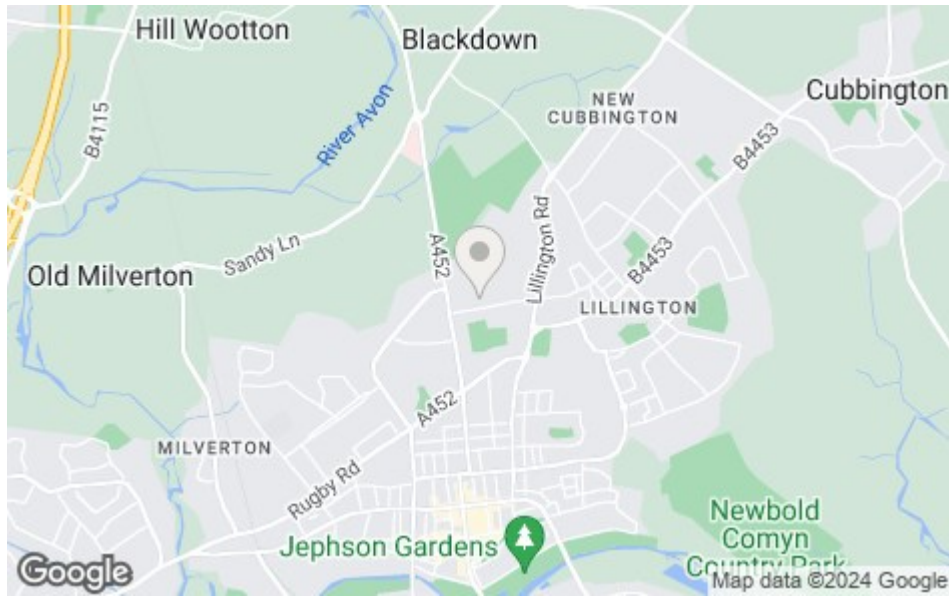 Hill Wootton
Blackdown
Cubbington
NEW
CUBBINGTON
B4115
River Avon
B4453
Lillington Rd
Sandy Ln
A452
B4453
Old Milverton
LILLINGTON
A452
MILVERTON
Rugby Rd
Newbold
Comyn
Country Park
Jephson Gardens
Google
Map data ©2024 Google